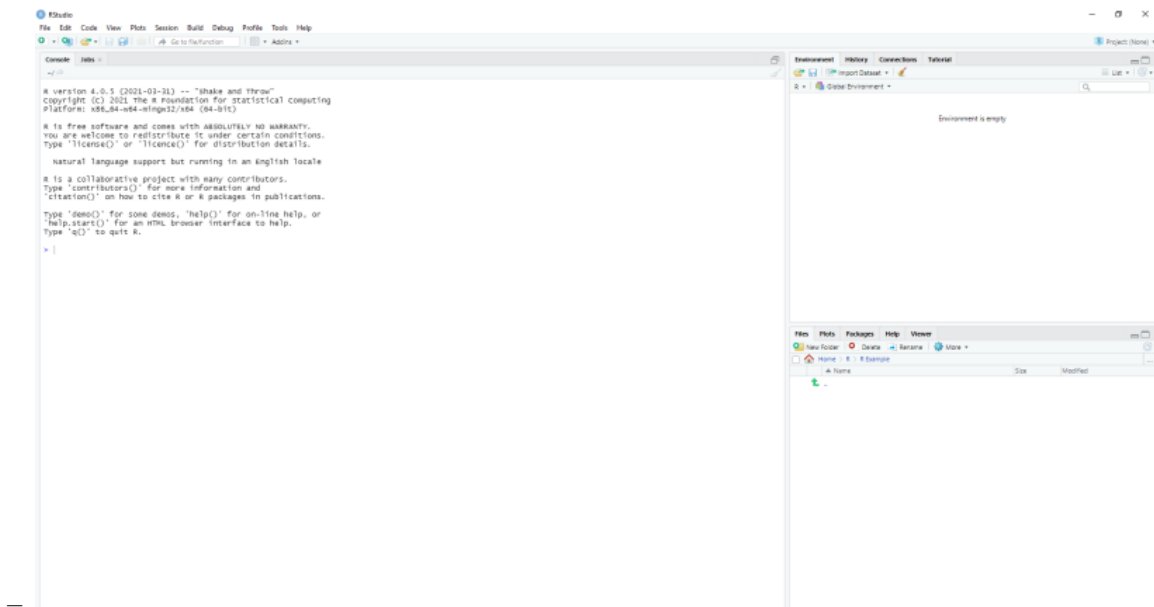 RStudio
File Edit Code View Plots Session Build Debug Profile Tools Help
Go to file/function Addins
Project: (None)
Console Jobs
~/
R version 4.0.5 (2021-03-31) -- "Shake and Throw"
Copyright (C) 2021 The R Foundation for Statistical Computing
Platform: x86_64-w64-mingw32/x64 (64-bit)
R is free software and comes with ABSOLUTELY NO WARRANTY.
You are welcome to redistribute it under certain conditions.
Type 'license()' or 'licence()' for distribution details.
Natural language support but running in an English locale
R is a collaborative project with many contributors.
Type 'contributors()' for more information and
'citation()' on how to cite R or R packages in publications.
Type 'demo()' for some demos, 'help()' for on-line help, or
'help.start()' for an HTML browser interface to help.
Type 'q()' to quit R.
>
Environment History Connections Tutorial
Import Dataset List
R Global Environment
Environment is empty
Files Plots Packages Help Viewer
New Folder Delete Rename More
Home R R Example
Name Size Modified
..